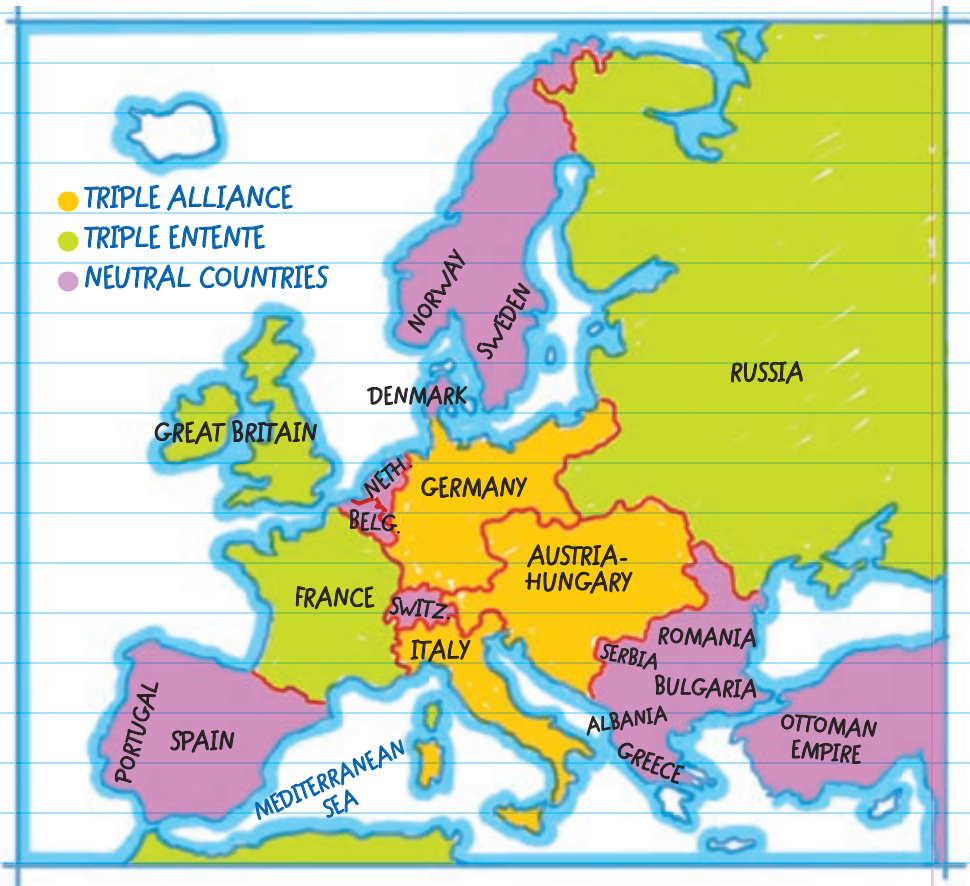 TRIPLE ALLIANCE
TRIPLE ENTENTE
NEUTRAL COUNTRIES
NORWAY
SWEDEN
RUSSIA
DENMARK
GREAT BRITAIN
NETH.
GERMANY
BELG.
AUSTRIA-
HUNGARY
FRANCE
SWITZ.
ITALY
ROMANIA
SERBIA
BULGARIA
PORTUGAL
SPAIN
ALBANIA
OTTOMAN
EMPIRE
GREECE
MEDITERRANEAN
SEA